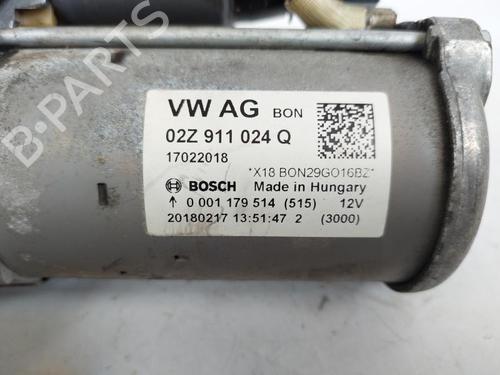 VW AG BON
02Z 911 024 Q
17022018
*X18 BON29GO16BZ*
BOSCH Made in Hungary
↑ 0 001 179 514 (515) 12V
20180217 13:51:47 2 (3000)
B-PARTS